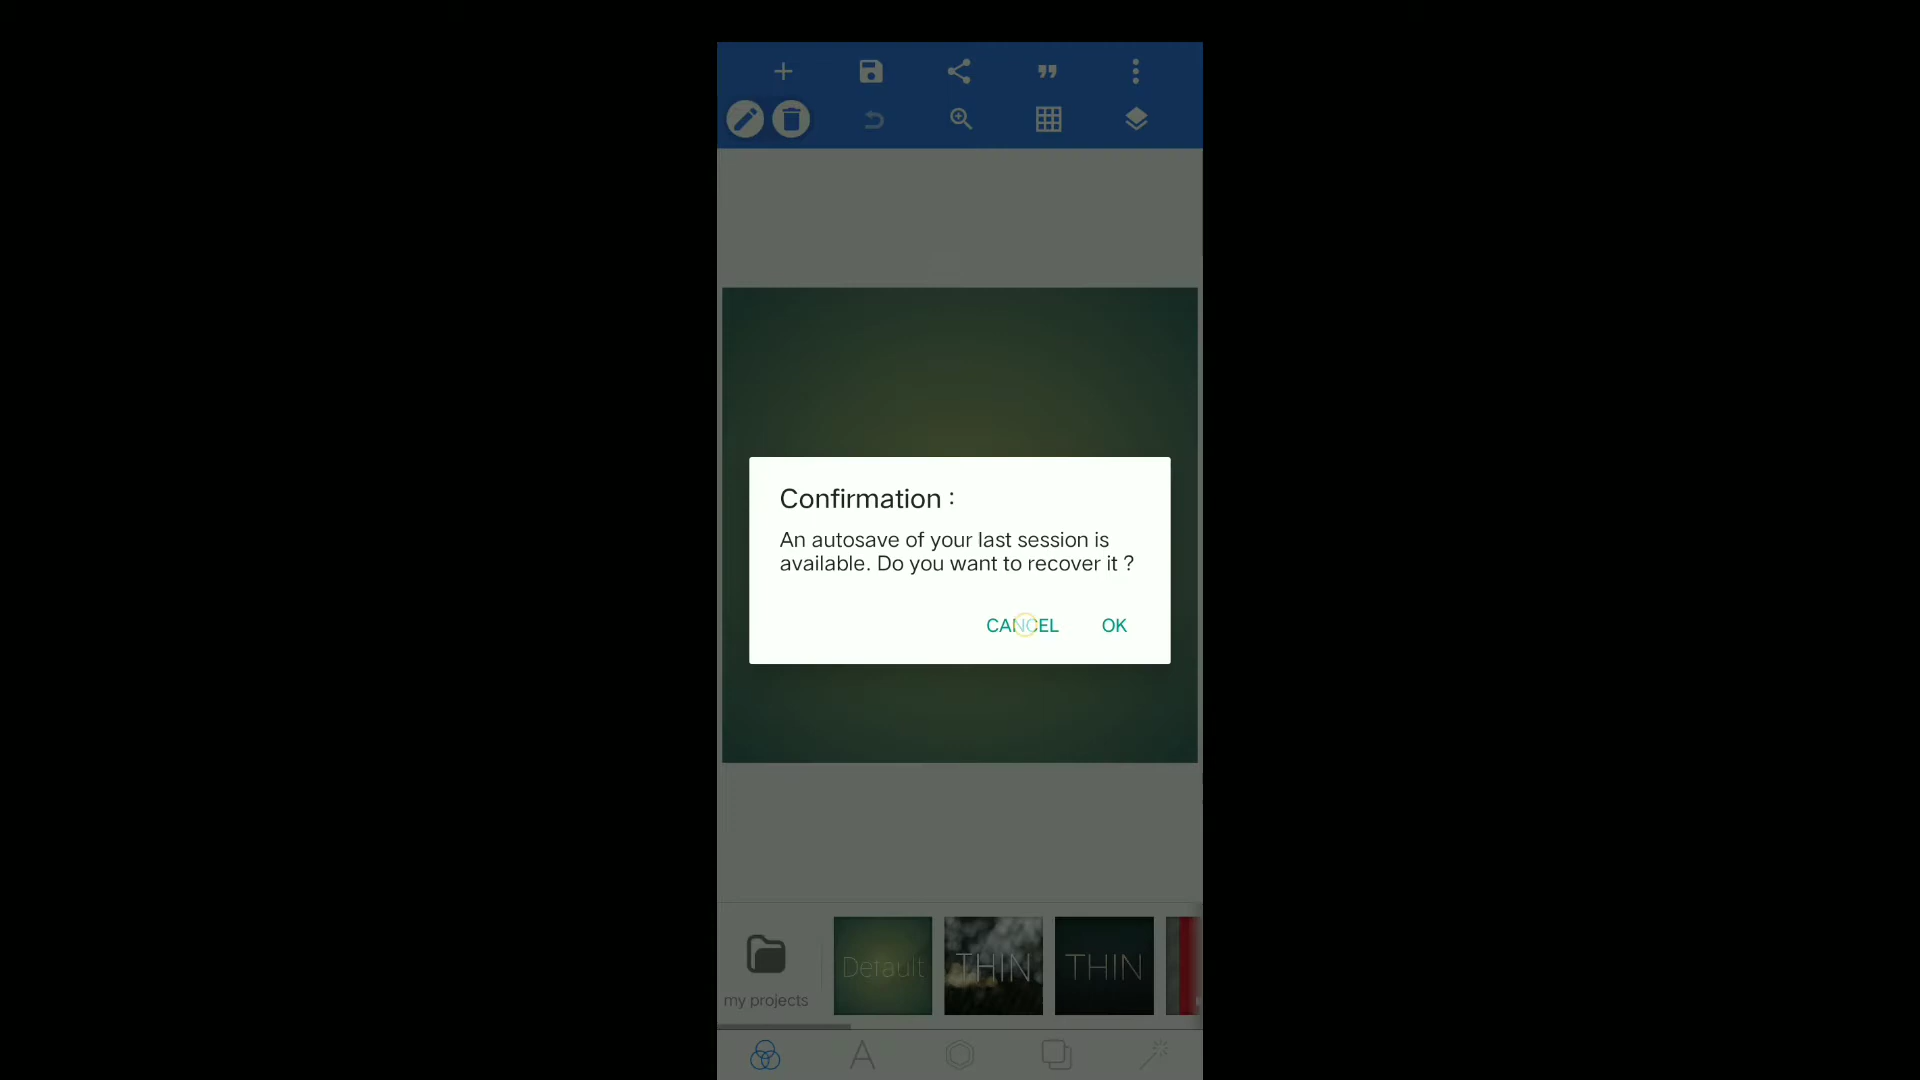 Confirmation :
An autosave of your last session is
available. Do you want to recover it ?
CANCEL OK
Default THIN THIN
my projects